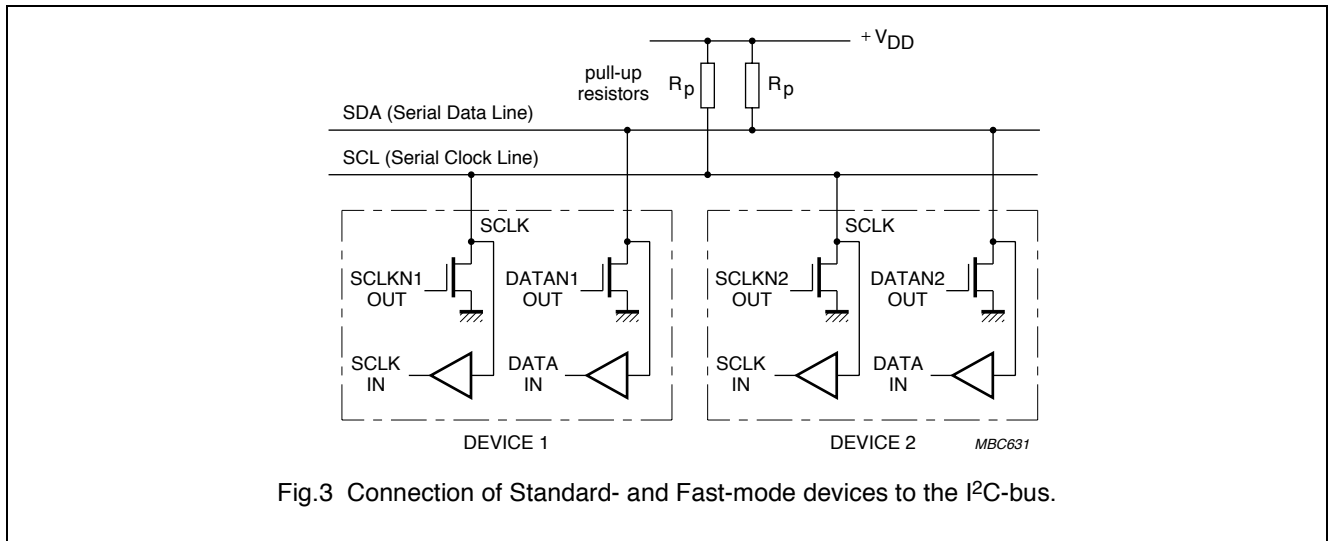 + VDD
pull-up
resistors
Rp
Rp
SDA (Serial Data Line)
SCL (Serial Clock Line)
SCLK
SCLK
SCLKN1
OUT
DATAN1
OUT
SCLKN2
OUT
DATAN2
OUT
SCLK
IN
DATA
IN
SCLK
IN
DATA
IN
DEVICE 1
DEVICE 2
MBC631
Fig.3 Connection of Standard- and Fast-mode devices to the I²C-bus.